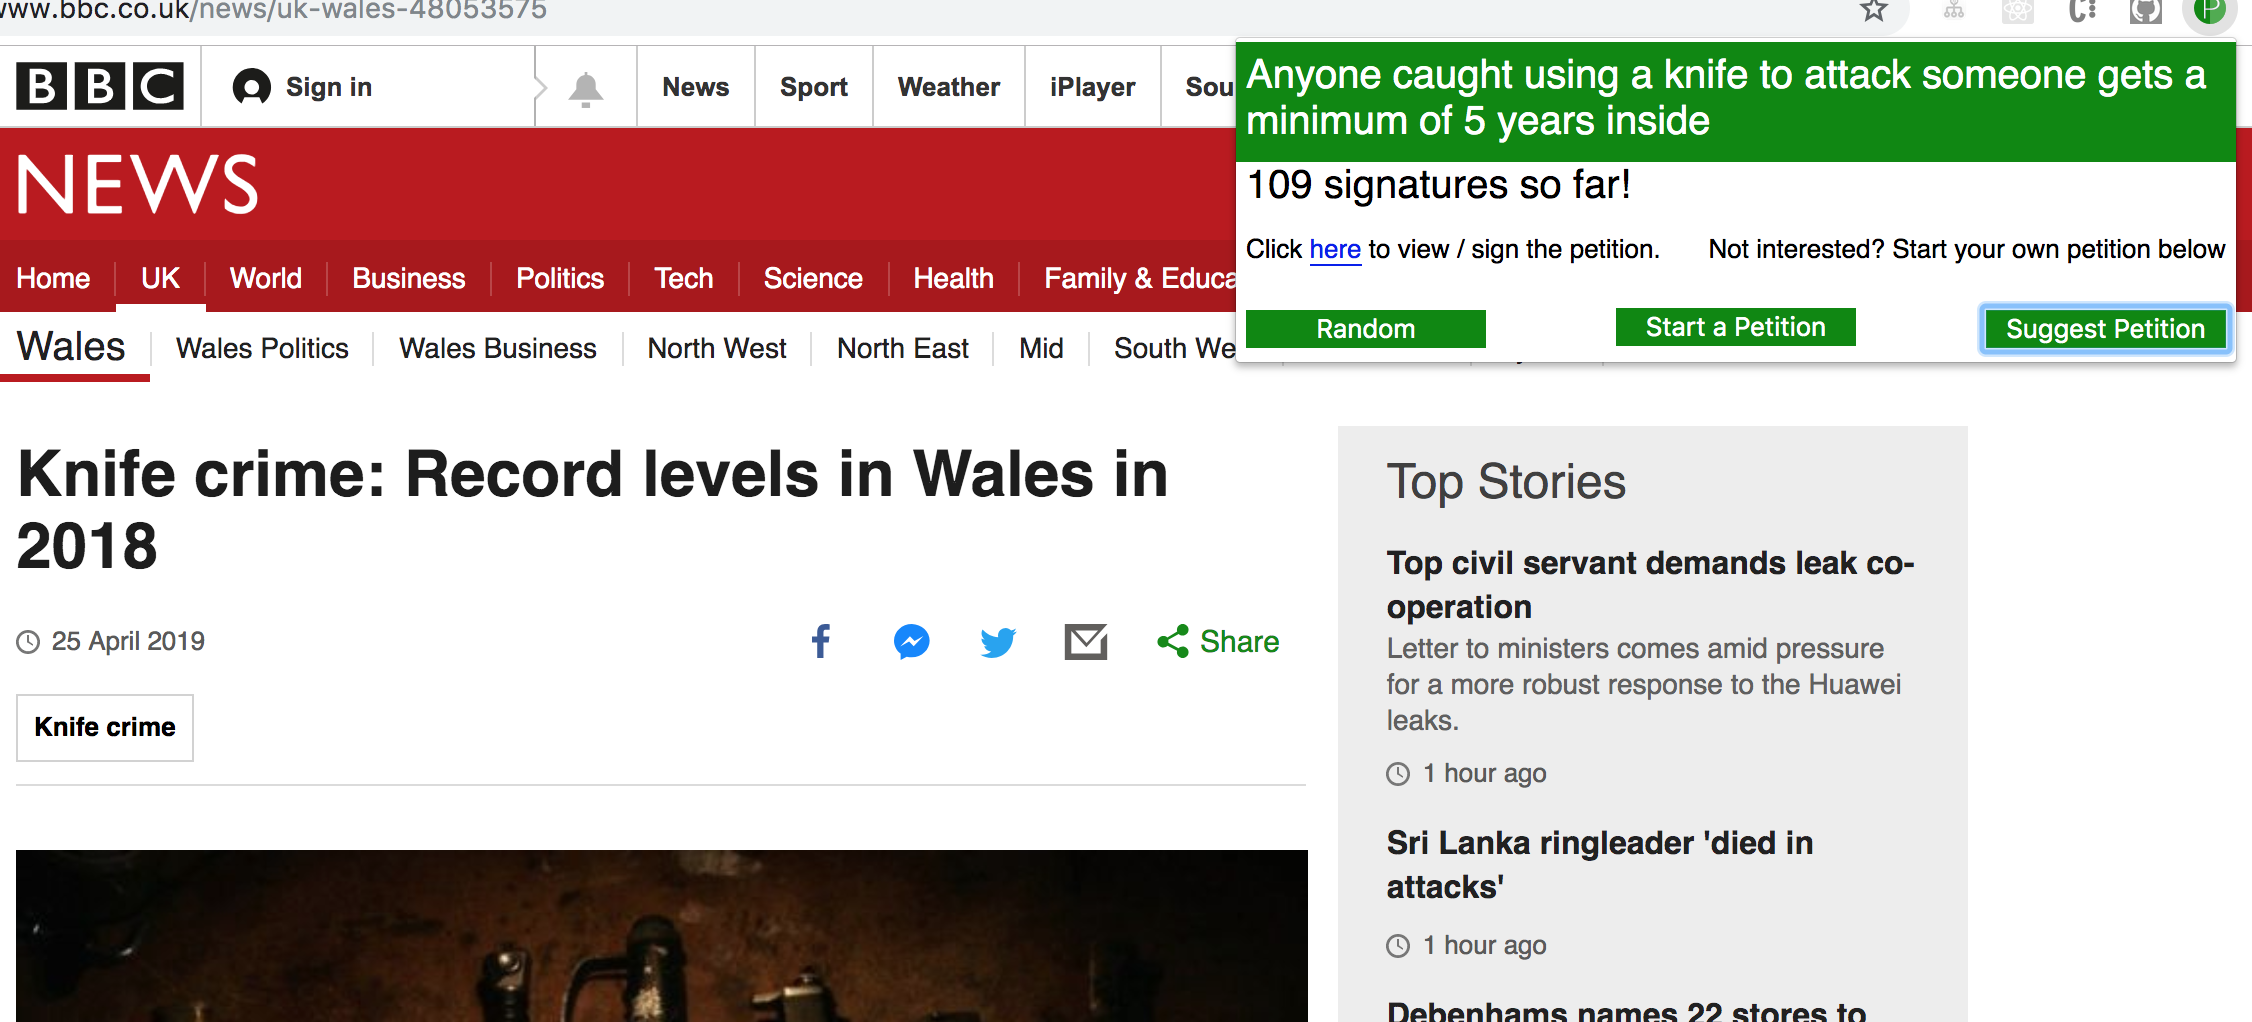 www.bbc.co.uk/news/uk-wales-48053575
BBC
Sign in
News
Sport
Weather
iPlayer
Sou
Anyone caught using a knife to attack someone gets a
minimum of 5 years inside
109 signatures so far!
Click here to view / sign the petition.
Not interested? Start your own petition below
Random
Start a Petition
Suggest Petition
NEWS
Home
UK
World
Business
Politics
Tech
Science
Health
Family & Educa
Wales
Wales Politics
Wales Business
North West
North East
Mid
South We
Knife crime: Record levels in Wales in
2018
25 April 2019
Share
Knife crime
Top Stories
Top civil servant demands leak co-
operation
Letter to ministers comes amid pressure
for a more robust response to the Huawei
leaks.
1 hour ago
Sri Lanka ringleader 'died in
attacks'
1 hour ago
Debenhams names 22 stores to